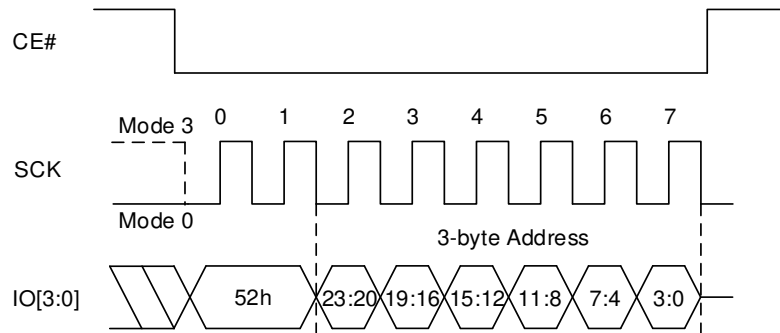 CE#
Mode 3
0 1 2 3 4 5 6 7
SCK
Mode 0
3-byte Address
IO[3:0]
52h 23:20 19:16 15:12 11:8 7:4 3:0